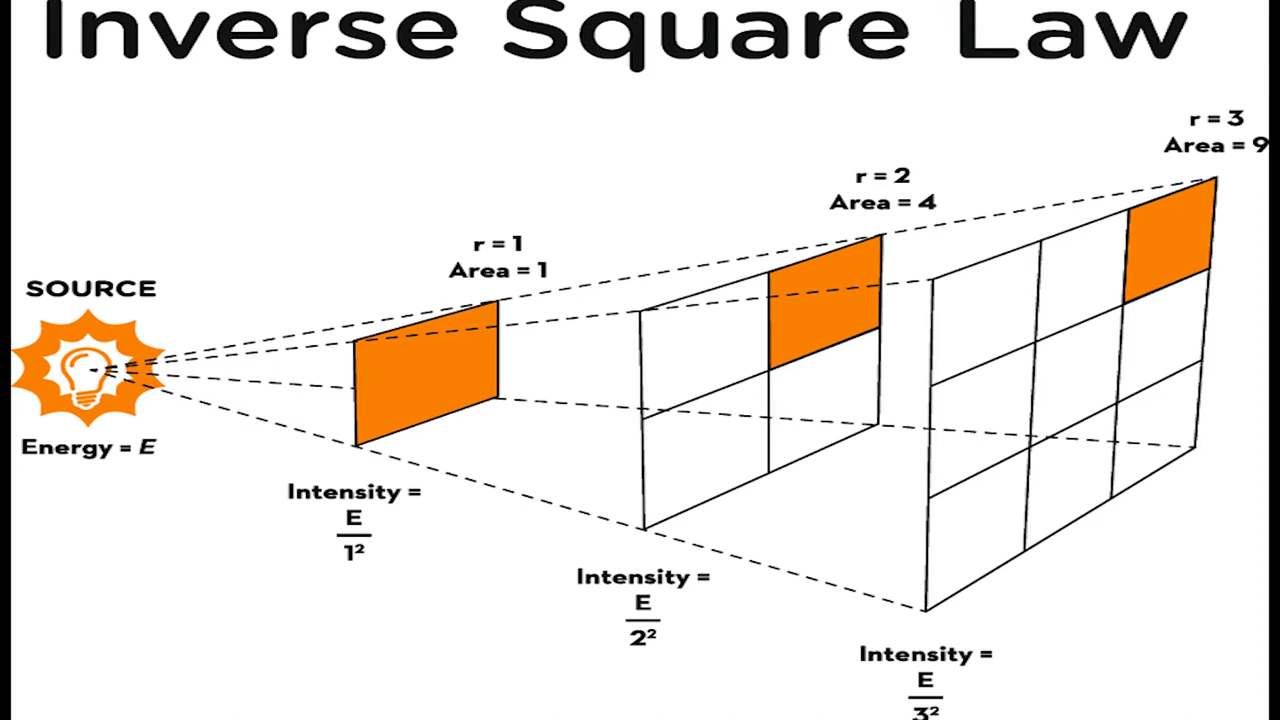 Inverse Square Law
r = 3
Area = 9
r = 2
Area = 4
r = 1
Area = 1
SOURCE
Energy = E
Intensity =
E
1²
Intensity =
E
2²
Intensity =
E
3²